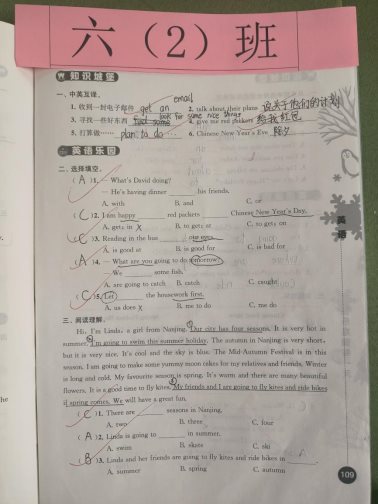 六（2）班
知识城堡
一、中英互译。
email
1. 收到一封电子邮件 get an 2. talk about their plans 谈关于他们的计划
look for some nice things
3. 寻找一些好东西 4. give me red packets 给我红包
5. 打算做…… plan to do 6. Chinese New Year's Eve 除夕
英语乐园
二、选择填空。
(A) 1. — What's David doing?
— He's having dinner his friends.
A. with B. and C. or
(C) 2. I am happy red packets Chinese New Year's Day.
A. get; in B. to get; at C. to get; on
(C) 3. Reading in the bus our eyes.
A. is good at B. is good for C. is bad for
(A) 4. — What are you going to do tomorrow?
— We some fish.
A. are going to catch B. catch C. caught
(C) 5. Let the housework first.
A. us does B. me to do C. me do
三、阅读理解。
Hi, I'm Linda, a girl from Nanjing. Our city has four seasons. It is very hot in
summer. I'm going to swim this summer holiday. The autumn in Nanjing is very short,
but it is very nice. It's cool and the sky is blue. The Mid-Autumn Festival is in this
season. I am going to make some yummy moon cakes for my relatives and friends. Winter
is long and cold. My favourite season is spring. It's warm and there are many beautiful
flowers. It is a good time to fly kites. My friends and I are going to fly kites and ride bikes
if spring comes. We will have a great fun.
(C) 1. There are seasons in Nanjing.
A. two B. three C. four
(A) 2. Linda is going to in summer.
A. swim B. skate C. ski
(B) 3. Linda and her friends are going to fly kites and ride bikes in .
A. summer B. spring C. autumn
英语
109